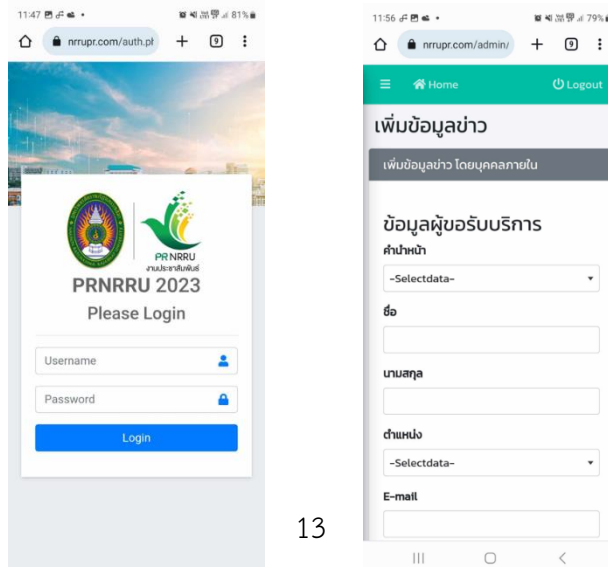 11:47
81%
nrrupr.com/auth.pl
9
PR NRRU
งานประชาสัมพันธ์
PRNRRU 2023
Please Login
Username
Password
Login
13
11:56
79%
nrrupr.com/admin/
9
Home
Logout
เพิ่มข้อมูลข่าว
เพิ่มข้อมูลข่าว โดยบุคคลภายใน
ข้อมูลผู้ขอรับบริการ
คำนำหน้า
-Selectdata-
ชื่อ
นามสกุล
ตำแหน่ง
-Selectdata-
E-mail